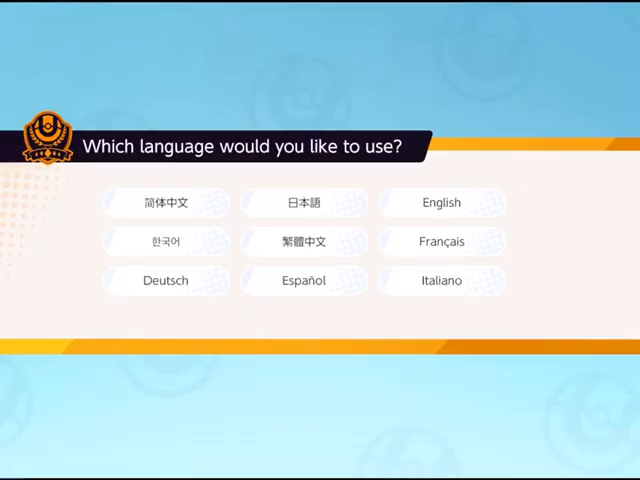 Which language would you like to use?
简体中文 日本語 English
한국어 繁體中文 Français
Deutsch Español Italiano